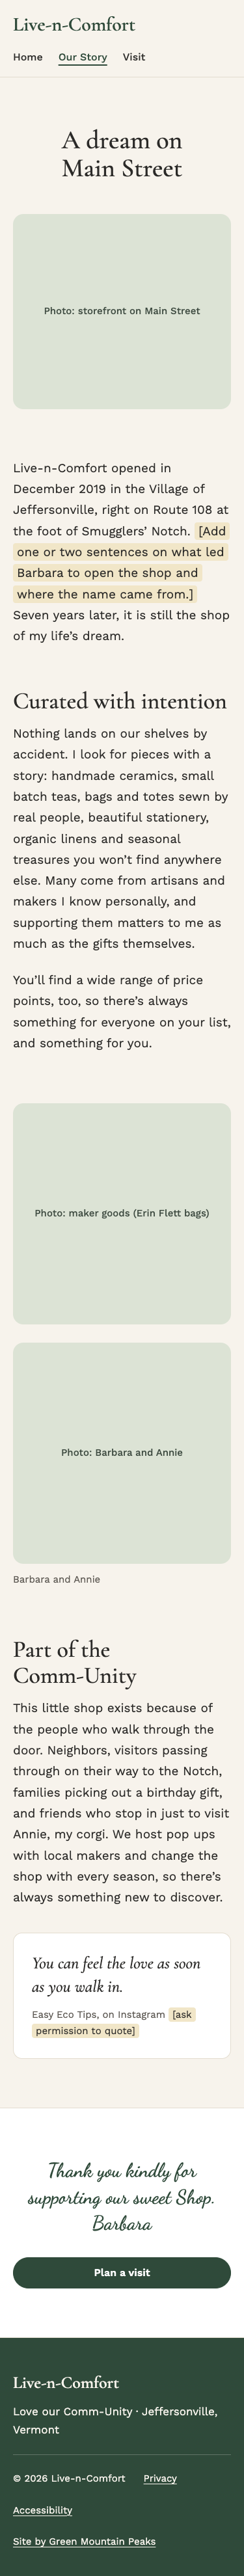 Live-n-Comfort
Home Our Story Visit
A dream on
Main Street
Photo: storefront on Main Street
Live-n-Comfort opened in
December 2019 in the Village of
Jeffersonville, right on Route 108 at
the foot of Smugglers’ Notch. [Add
one or two sentences on what led
Barbara to open the shop and
where the name came from.]
Seven years later, it is still the shop
of my life’s dream.
Curated with intention
Nothing lands on our shelves by
accident. I look for pieces with a
story: handmade ceramics, small
batch teas, bags and totes sewn by
real people, beautiful stationery,
organic linens and seasonal
treasures you won’t find anywhere
else. Many come from artisans and
makers I know personally, and
supporting them matters to me as
much as the gifts themselves.
You’ll find a wide range of price
points, too, so there’s always
something for everyone on your list,
and something for you.
Photo: maker goods (Erin Flett bags)
Photo: Barbara and Annie
Barbara and Annie
Part of the
Comm-Unity
This little shop exists because of
the people who walk through the
door. Neighbors, visitors passing
through on their way to the Notch,
families picking out a birthday gift,
and friends who stop in just to visit
Annie, my corgi. We host pop ups
with local makers and change the
shop with every season, so there’s
always something new to discover.
You can feel the love as soon
as you walk in.
Easy Eco Tips, on Instagram [ask
permission to quote]
Thank you kindly for
supporting our sweet Shop.
Barbara
Plan a visit
Live-n-Comfort
Love our Comm-Unity · Jeffersonville,
Vermont
© 2026 Live-n-Comfort Privacy
Accessibility
Site by Green Mountain Peaks